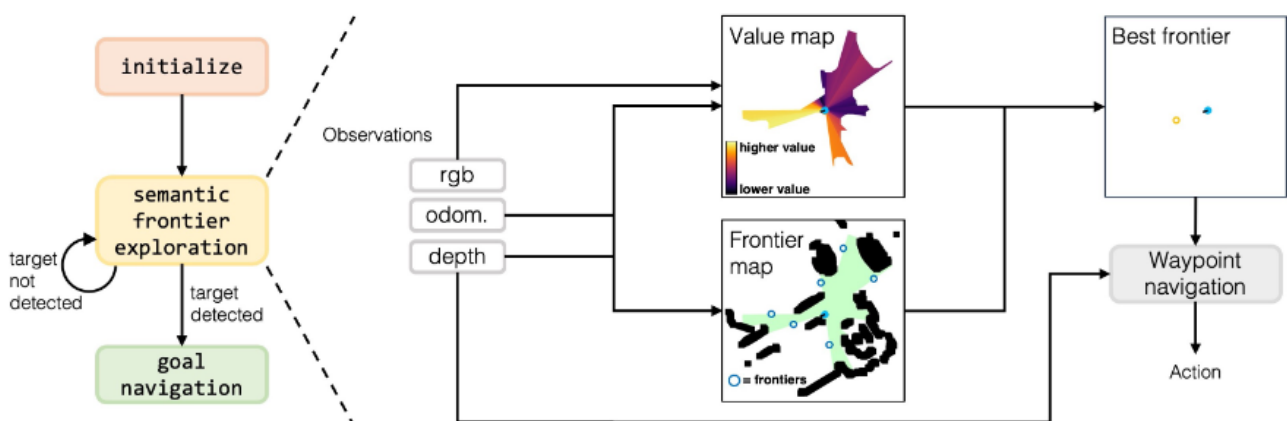 initialize
semantic
frontier
exploration
target
not
detected
target
detected
goal
navigation
Observations
rgb
odom.
depth
Value map
higher value
lower value
Frontier
map
= frontiers
Best frontier
Waypoint
navigation
Action